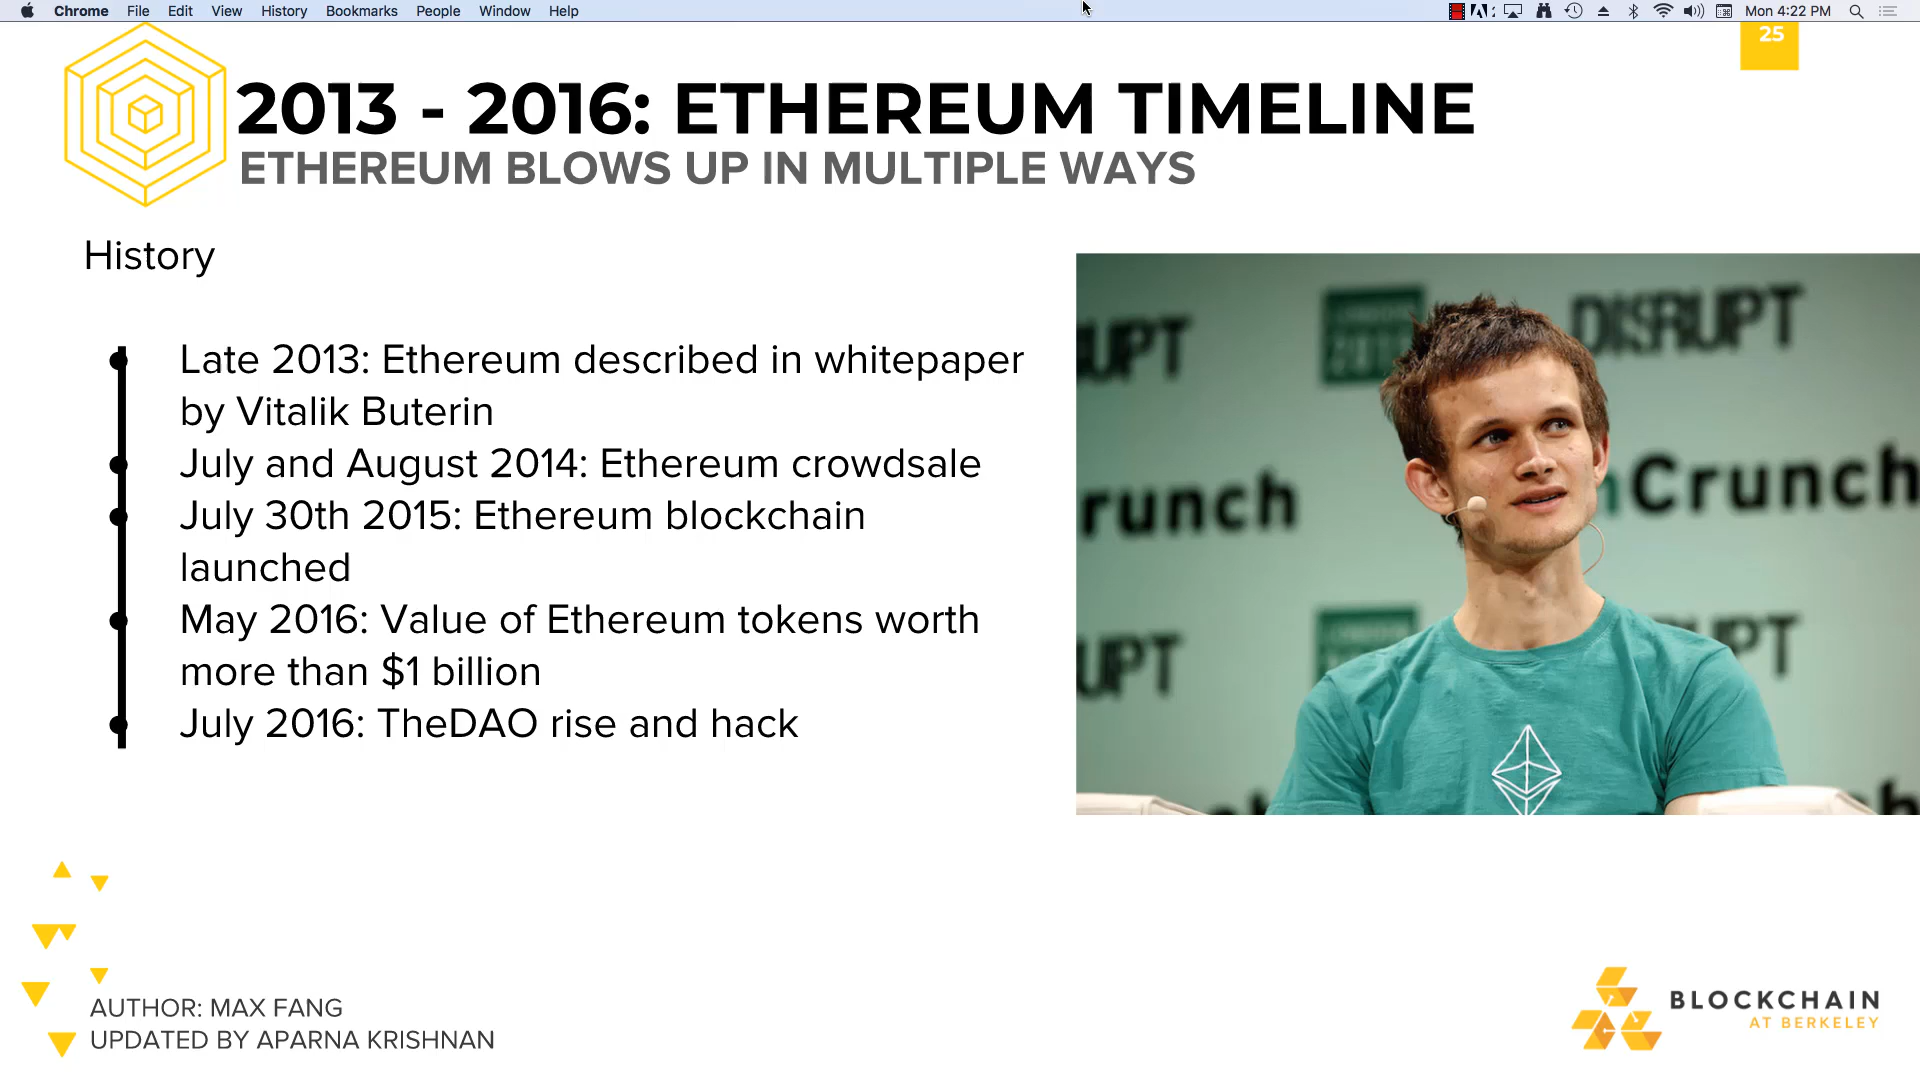 Chrome File Edit View History Bookmarks People Window Help
Mon 4:22 PM
25
2013 - 2016: ETHEREUM TIMELINE
ETHEREUM BLOWS UP IN MULTIPLE WAYS
History
Late 2013: Ethereum described in whitepaper
by Vitalik Buterin
July and August 2014: Ethereum crowdsale
July 30th 2015: Ethereum blockchain
launched
May 2016: Value of Ethereum tokens worth
more than $1 billion
July 2016: TheDAO rise and hack
UPT
DISRUPT
runch
Crunch
UPT
PT
AUTHOR: MAX FANG
UPDATED BY APARNA KRISHNAN
BLOCKCHAIN
AT BERKELEY